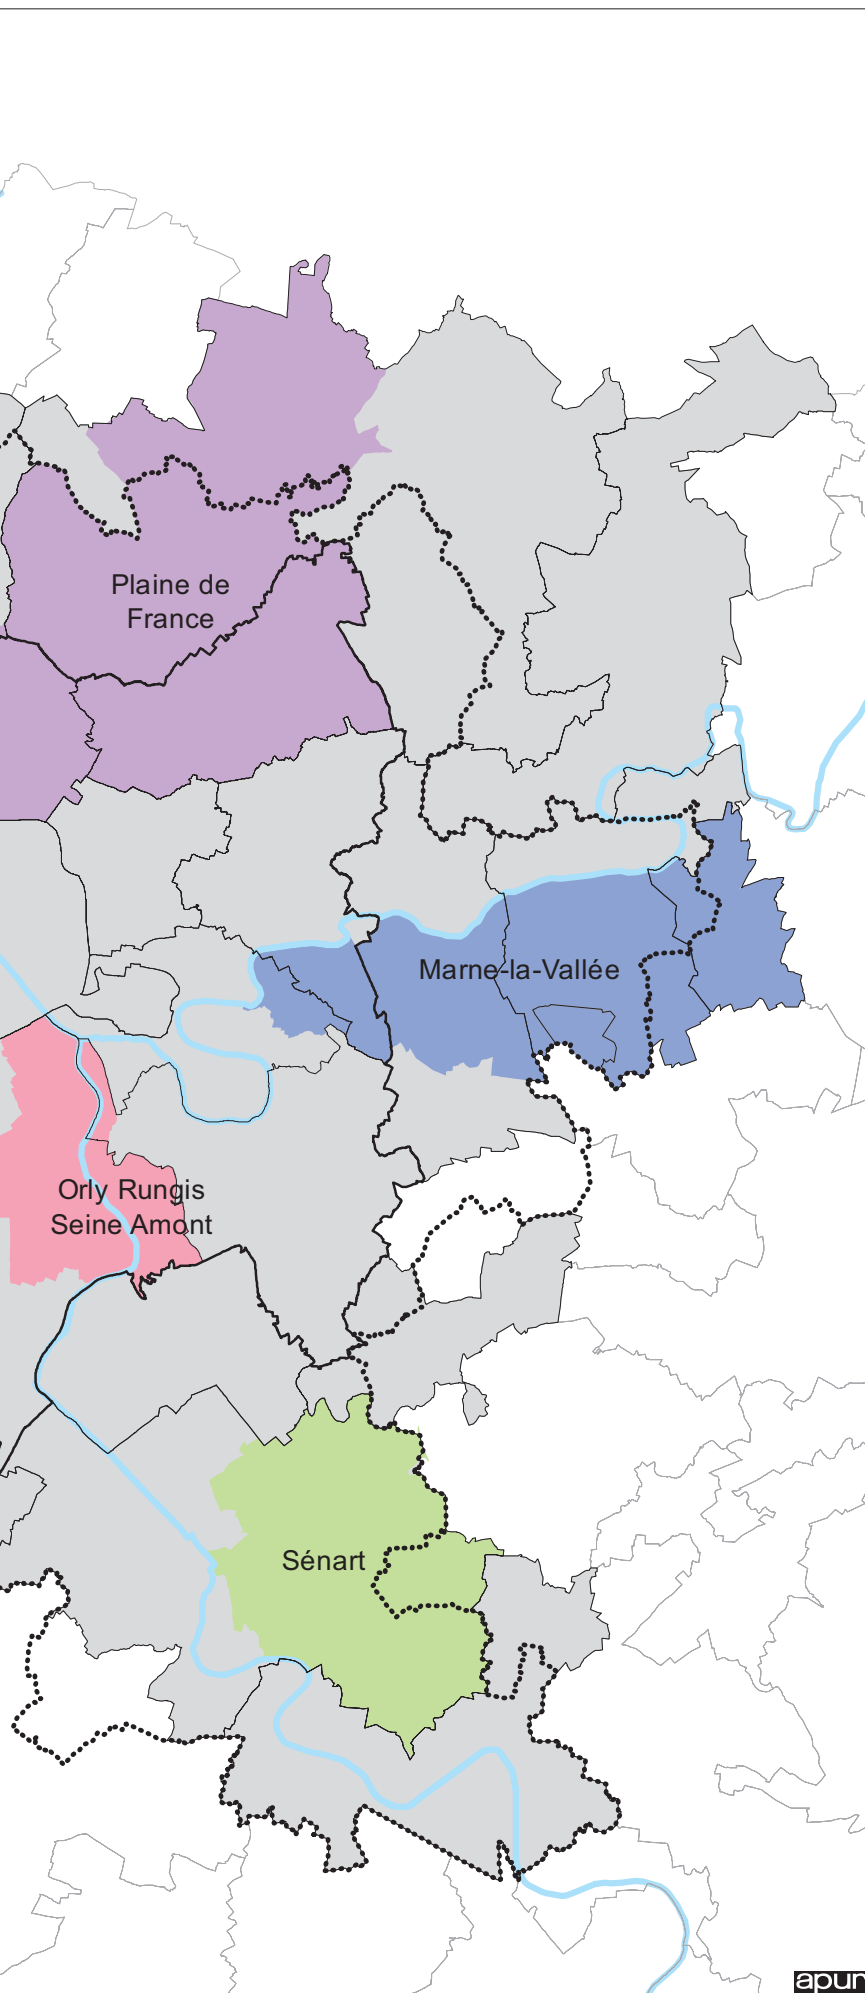 Plaine de
France
Marne-la-Vallée
Orly Rungis
Seine Amont
Sénart
apur